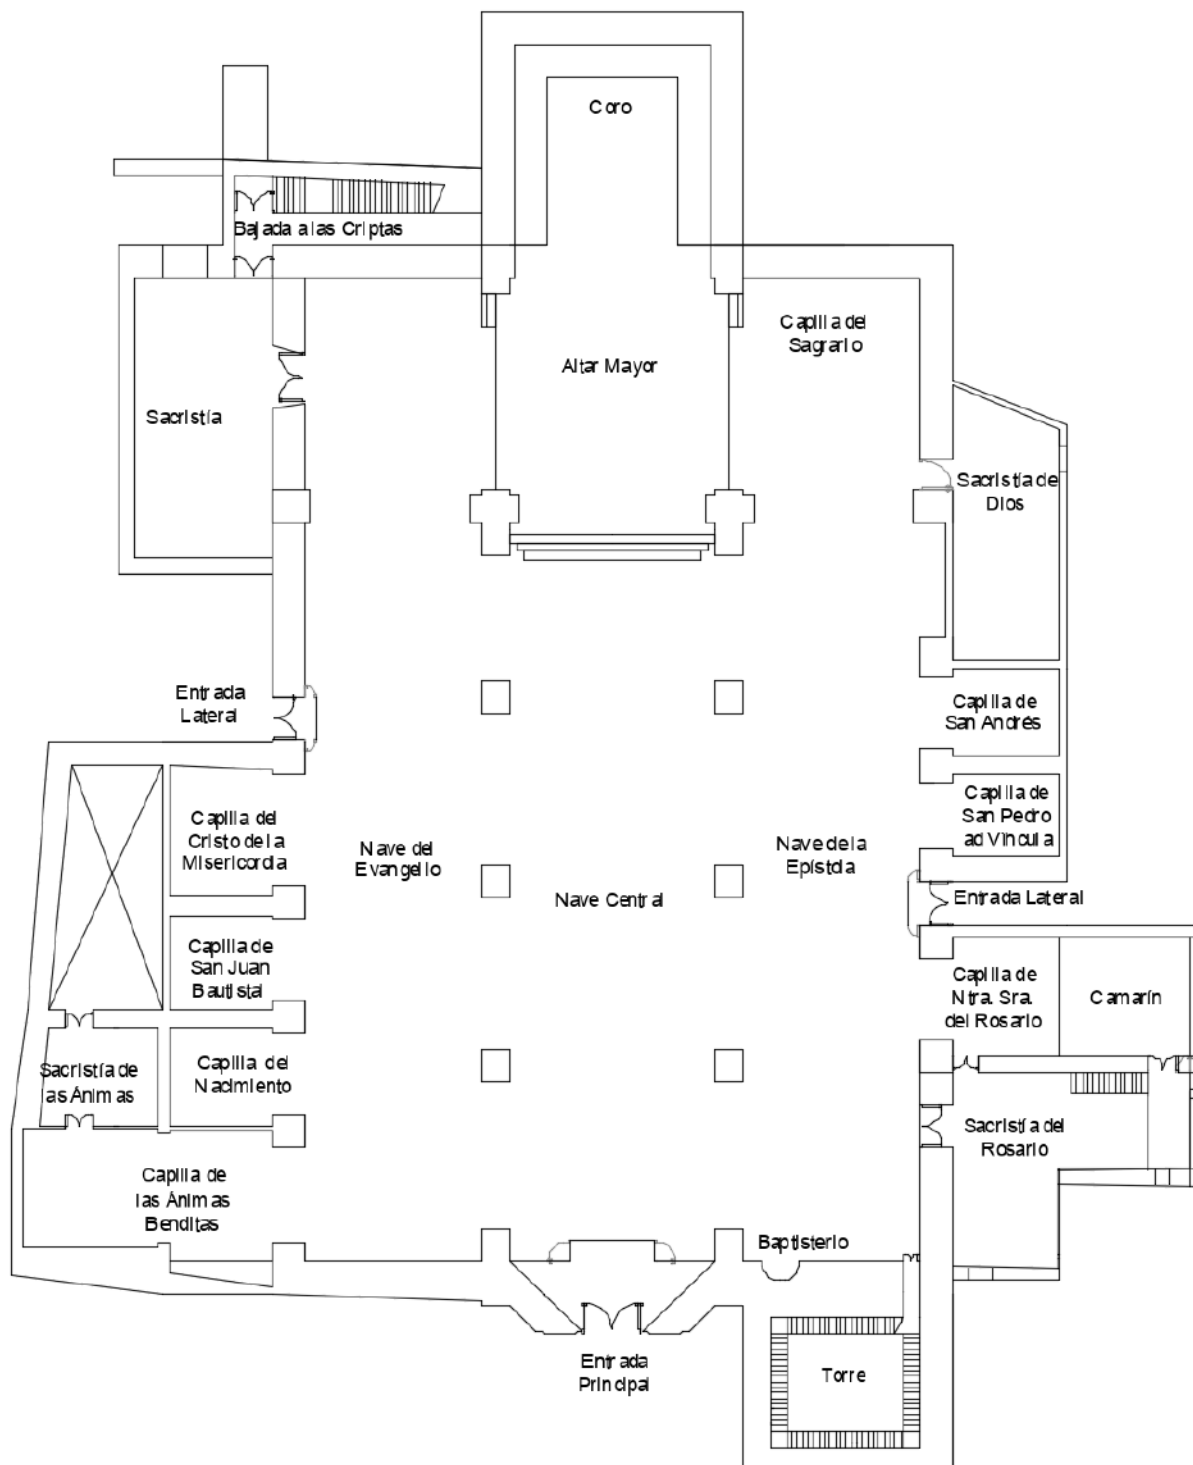 Coro
Bajada a las Criptas
Capilla del
Sagrario
Altar Mayor
Sacristía
Sacristía de
Dios
Entrada
Lateral
Capilla de
San Andrés
Capilla de
San Pedro
ad Vincula
Capilla del
Cristo de la
Misericordia
Nave del
Evangelio
Nave de la
Epístola
Nave Central
Entrada Lateral
Capilla de
San Juan
Bautistal
Capilla de
Ntra. Sra.
del Rosario
Camarín
Sacristía de
las Ánimas
Capilla del
Nacimiento
Sacristía del
Rosario
Capilla de
las Ánimas
Benditas
Baptisterio
Entrada
Principal
Torre